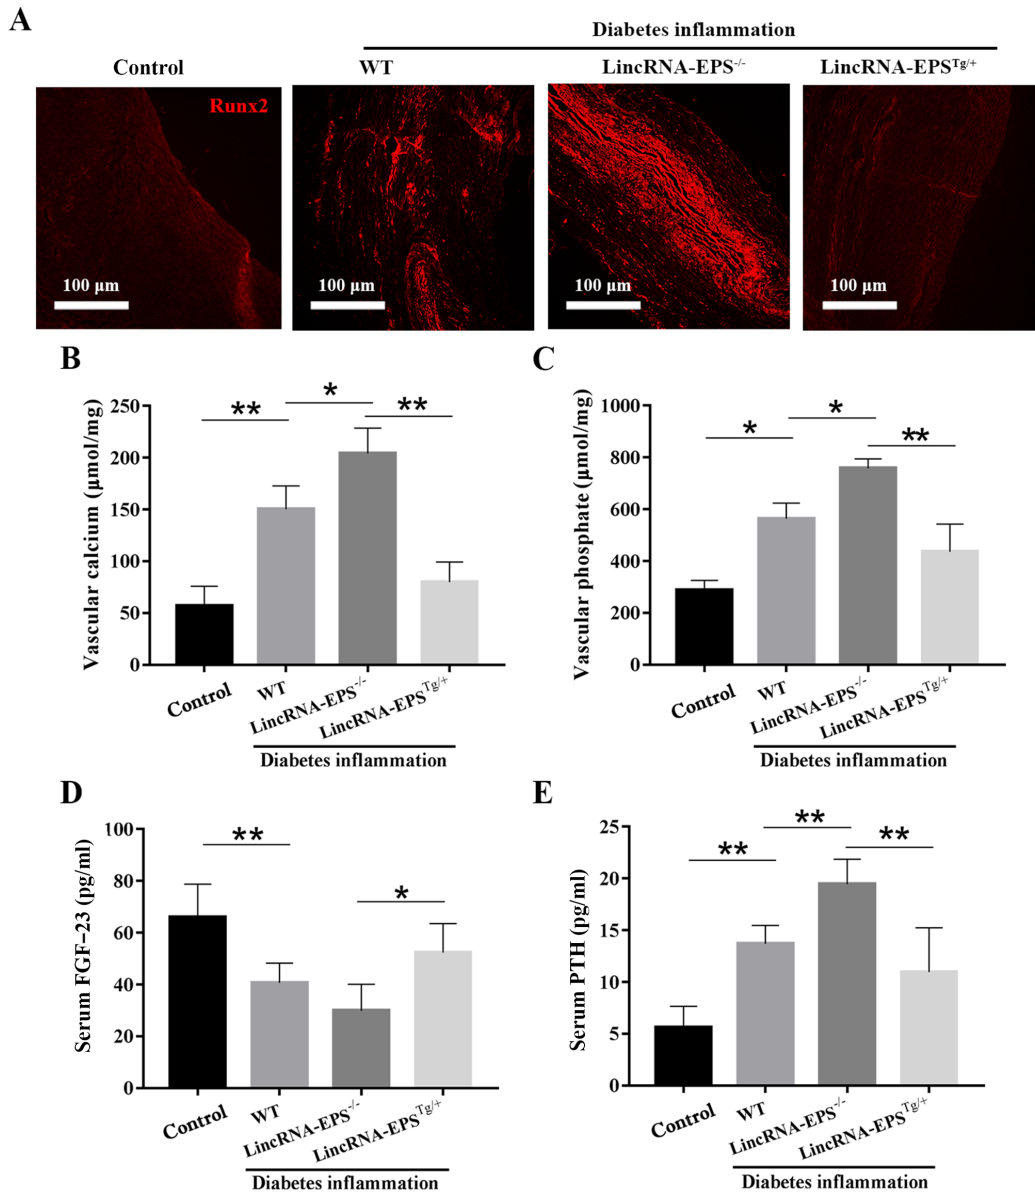 A
Diabetes inflammation
Control WT LincRNA-EPS-/- LincRNA-EPSTg/+
Runx2
100 μm 100 μm 100 μm 100 μm
B
Vascular calcium (μmol/mg)
250
200
150
100
50
0
** * **
Control WT LincRNA-EPS-/- LincRNA-EPSTg/+
Diabetes inflammation
C
Vascular phosphate (μmol/mg)
1000
800
600
400
200
0
* * **
Control WT LincRNA-EPS-/- LincRNA-EPSTg/+
Diabetes inflammation
D
Serum FGF-23 (pg/ml)
100
80
60
40
20
0
** *
Control WT LincRNA-EPS-/- LincRNA-EPSTg/+
Diabetes inflammation
E
Serum PTH (pg/ml)
25
20
15
10
5
0
** ** **
Control WT LincRNA-EPS-/- LincRNA-EPSTg/+
Diabetes inflammation